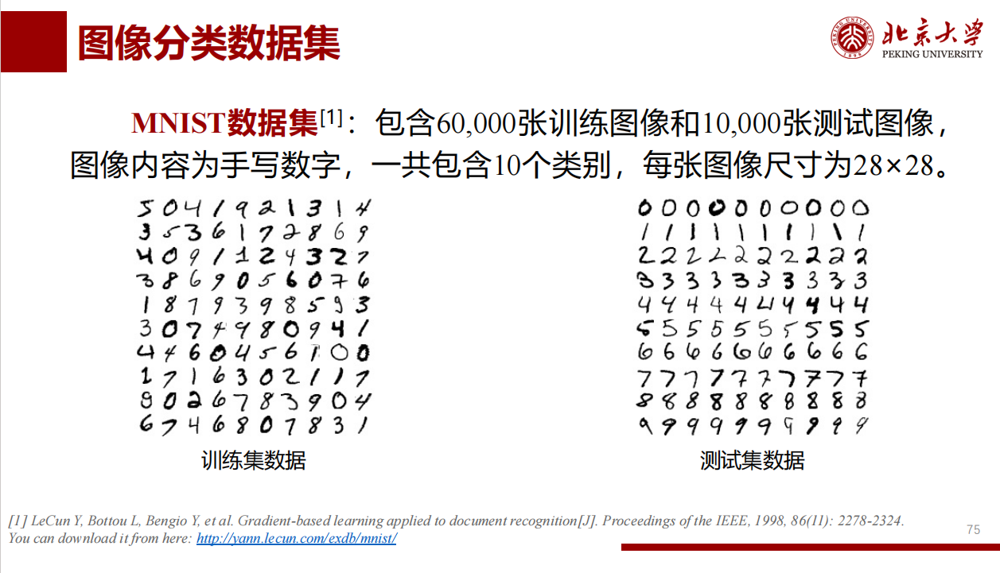 图像分类数据集
北京大学
PEKING UNIVERSITY
PEKING UNIVERSITY
1898
MNIST数据集[1]：包含60,000张训练图像和10,000张测试图像，
图像内容为手写数字，一共包含10个类别，每张图像尺寸为28×28。
5 0 4 1 9 2 1 3 1 4
3 5 3 6 1 7 2 8 6 9
4 0 9 1 1 2 4 3 2 7
3 8 6 9 0 5 6 0 7 6
1 8 7 9 3 9 8 5 9 3
3 0 7 4 9 8 0 9 4 1
4 4 6 0 4 5 6 1 0 0
1 7 1 6 3 0 2 1 1 7
9 0 2 6 7 8 3 9 0 4
6 7 4 6 8 0 7 8 3 1
训练集数据
0 0 0 0 0 0 0 0 0 0
1 1 1 1 1 1 1 1 1 1
2 2 2 2 2 2 2 2 2 2
3 3 3 3 3 3 3 3 3 3
4 4 4 4 4 4 4 4 4 4
5 5 5 5 5 5 5 5 5 5
6 6 6 6 6 6 6 6 6 6
7 7 7 7 7 7 7 7 7 7
8 8 8 8 8 8 8 8 8 8
9 9 9 9 9 9 9 9 9 9
测试集数据
[1] LeCun Y, Bottou L, Bengio Y, et al. Gradient-based learning applied to document recognition[J]. Proceedings of the IEEE, 1998, 86(11): 2278-2324.
You can download it from here: http://yann.lecun.com/exdb/mnist/
75